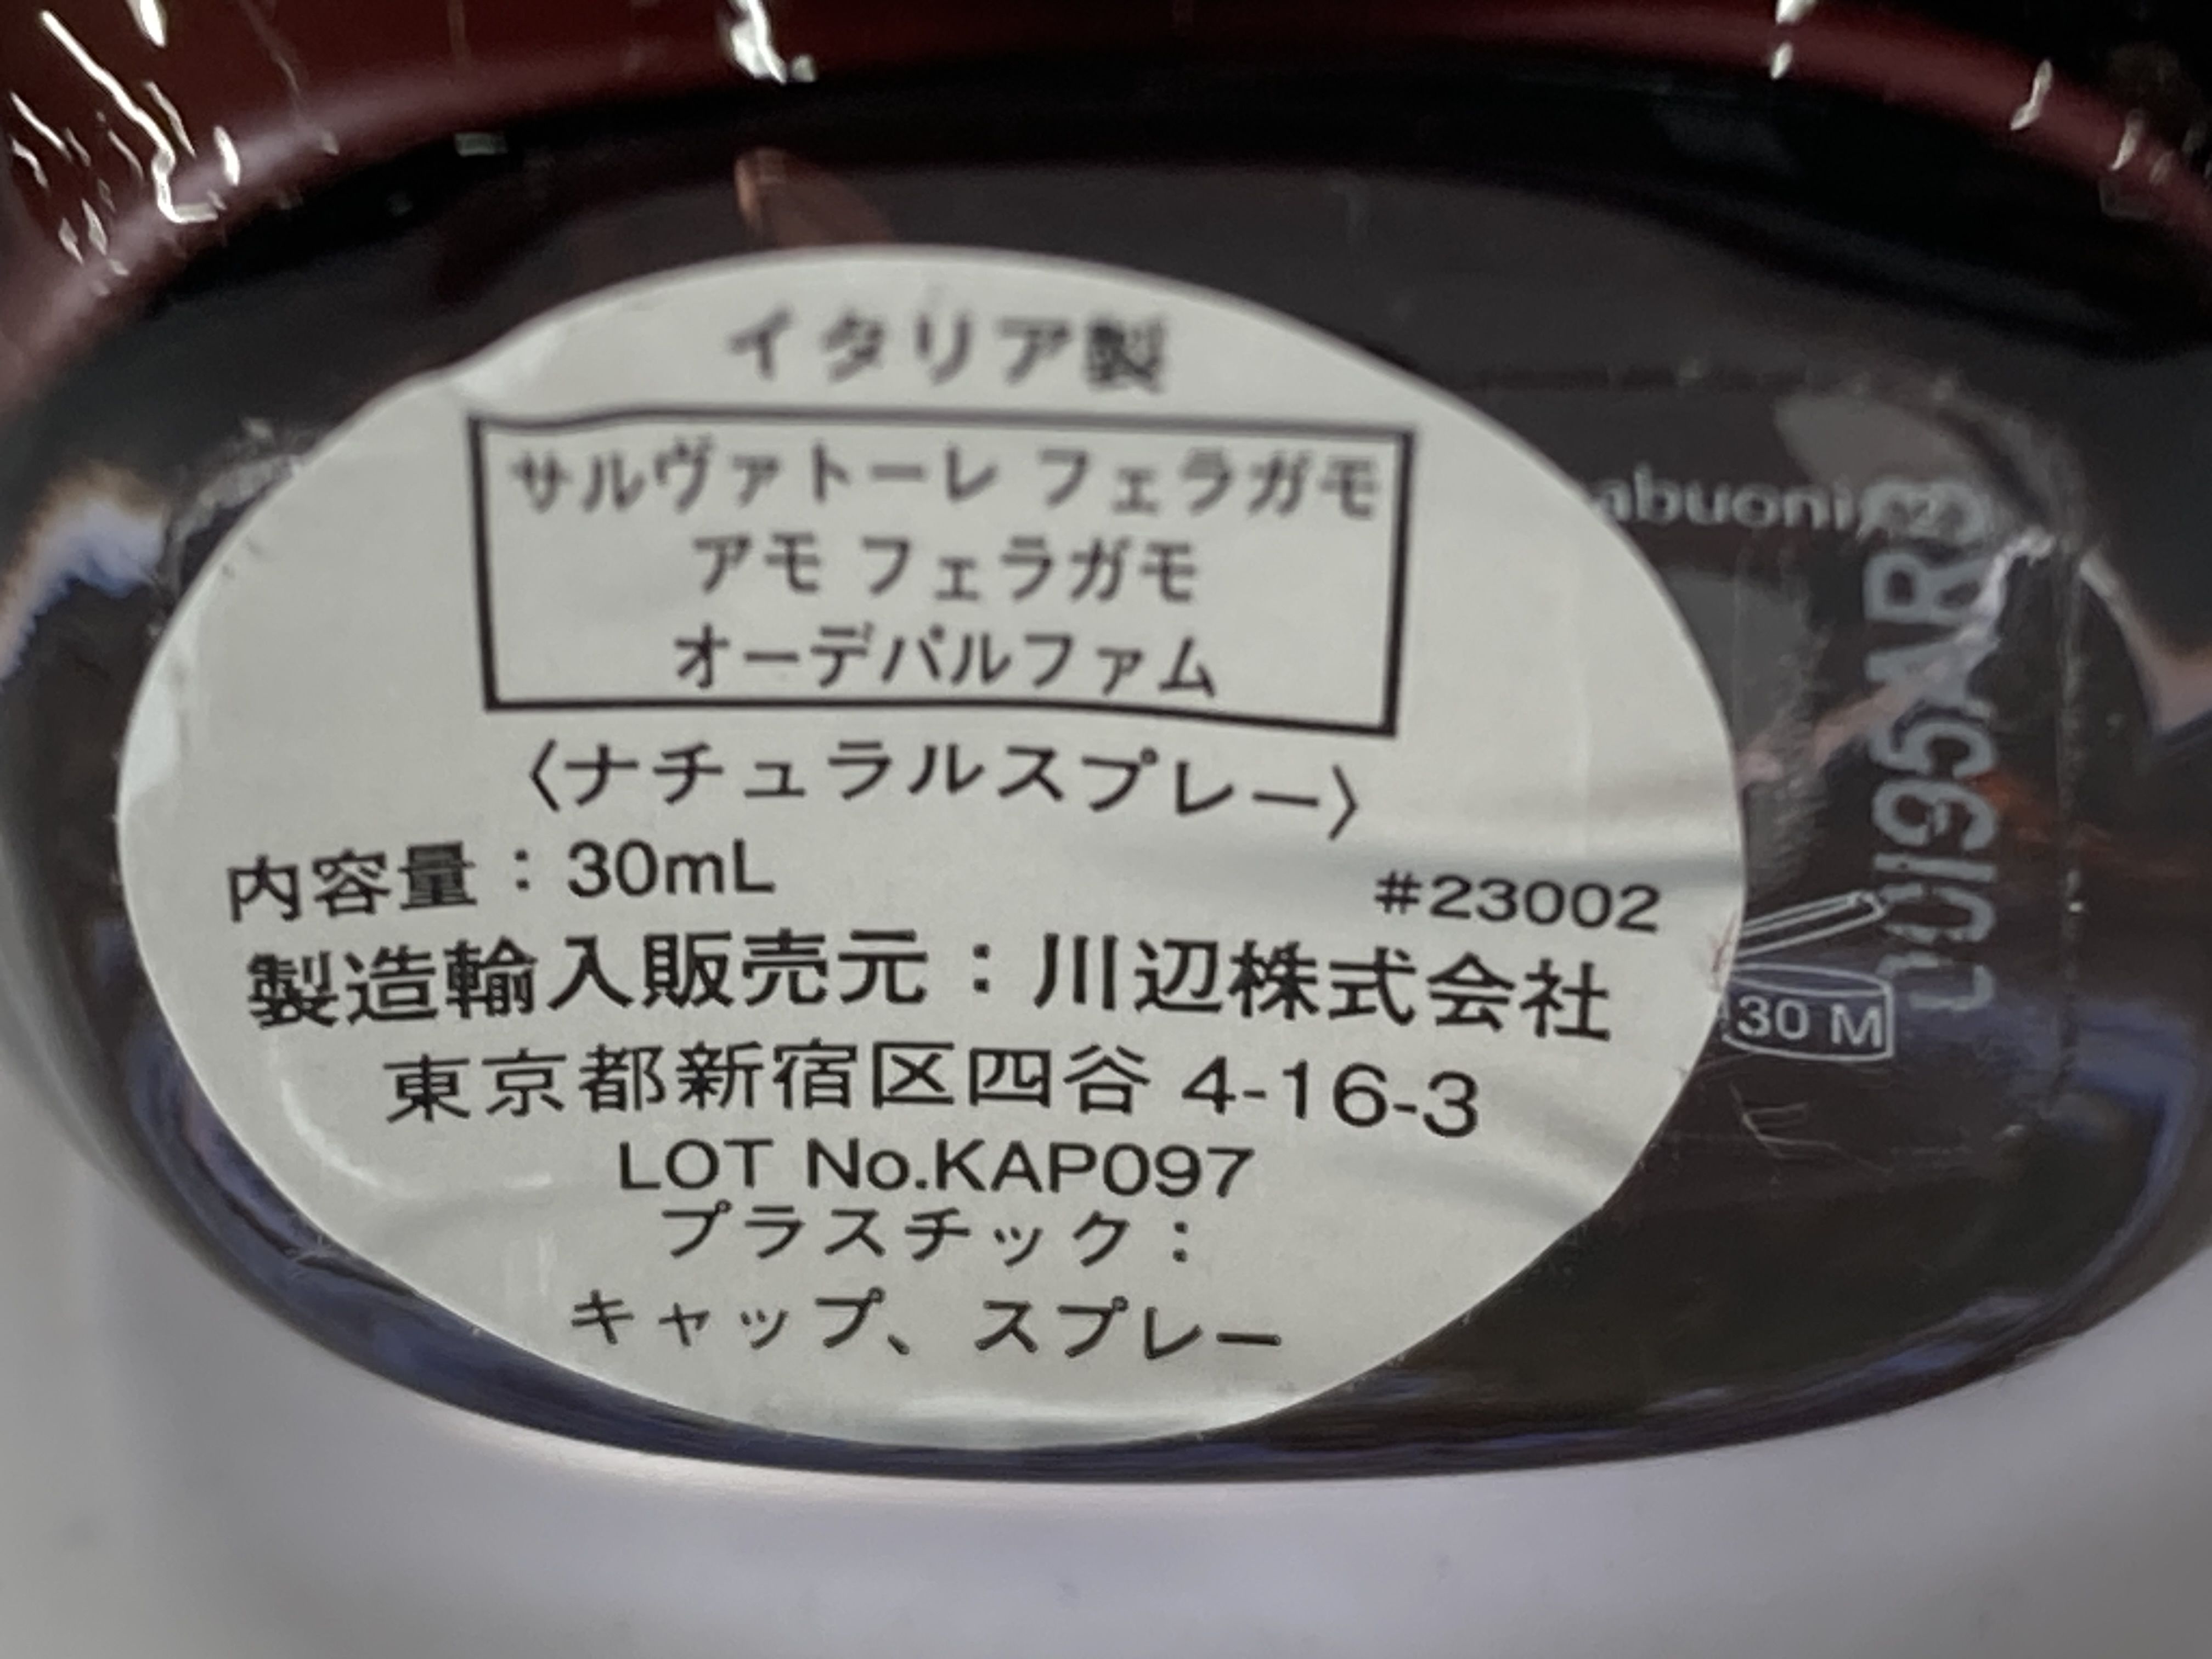 イタリア製
サルヴァトーレ フェラガモ
アモ フェラガモ
オーデパルファム
〈ナチュラルスプレー〉
内容量：30mL
#23002
製造輸入販売元：川辺株式会社
東京都新宿区四谷 4-16-3
LOT No.KAP097
プラスチック：
キャップ、スプレー
30 M